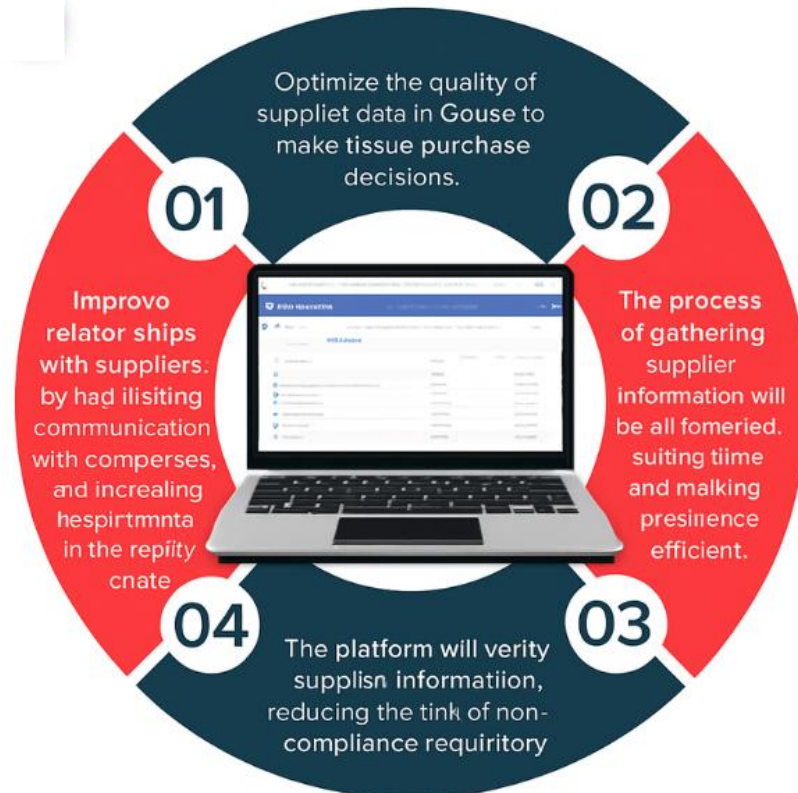 Optimize the quality of
suppliet data in Gouse to
make tissue purchase
decisions.
01
02
The process
of gathering
supplier
information will
be all fomeried.
suiting tiime
and malking
presinence
efficient.
03
The platform will verity
supplisn informatiion,
reducing the tink of non-
compliance requiritory
04
Improvo
relator ships
with suppliers:
by had ilisiting
communication
with comperses,
and increaling
hespirtmnta
in the repility
cnate